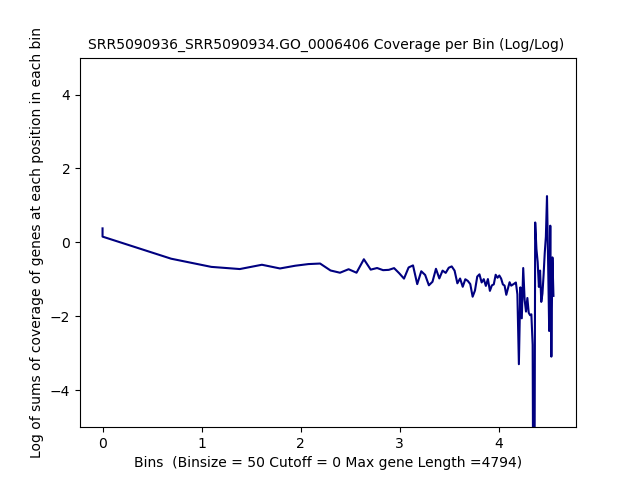 SRR5090936_SRR5090934.GO_0006406 Coverage per Bin (Log/Log)
Log of sums of coverage of genes at each position in each bin
4
2
0
−2
−4
0 1 2 3 4
Bins  (Binsize = 50 Cutoff = 0 Max gene Length =4794)